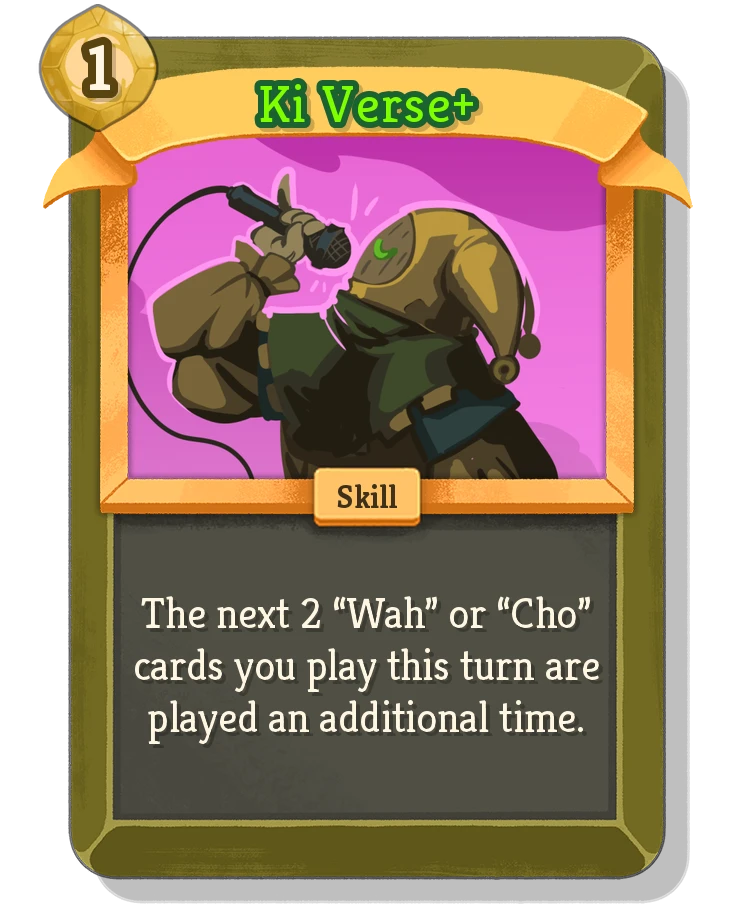 1
Ki Verse+
Skill
The next 2 “Wah” or “Cho”
cards you play this turn are
played an additional time.